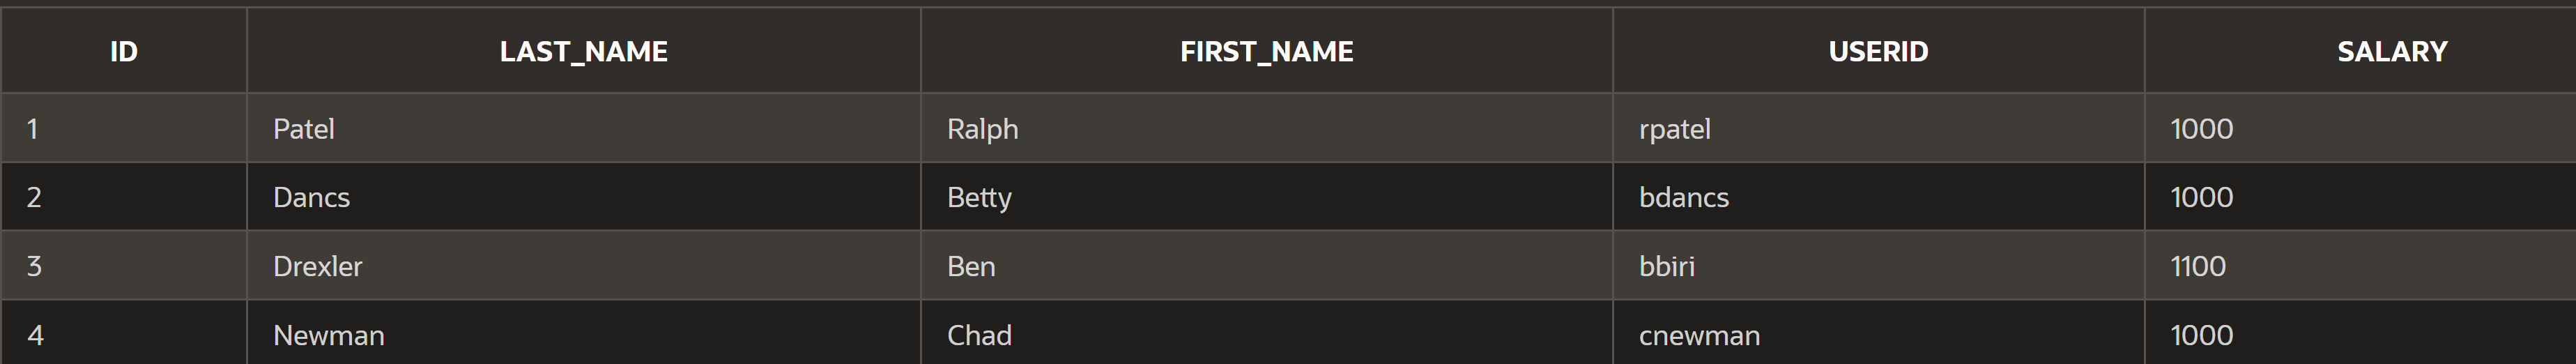 ID LAST_NAME FIRST_NAME USERID SALARY
1 Patel Ralph rpatel 1000
2 Dancs Betty bdancs 1000
3 Drexler Ben bbiri 1100
4 Newman Chad cnewman 1000